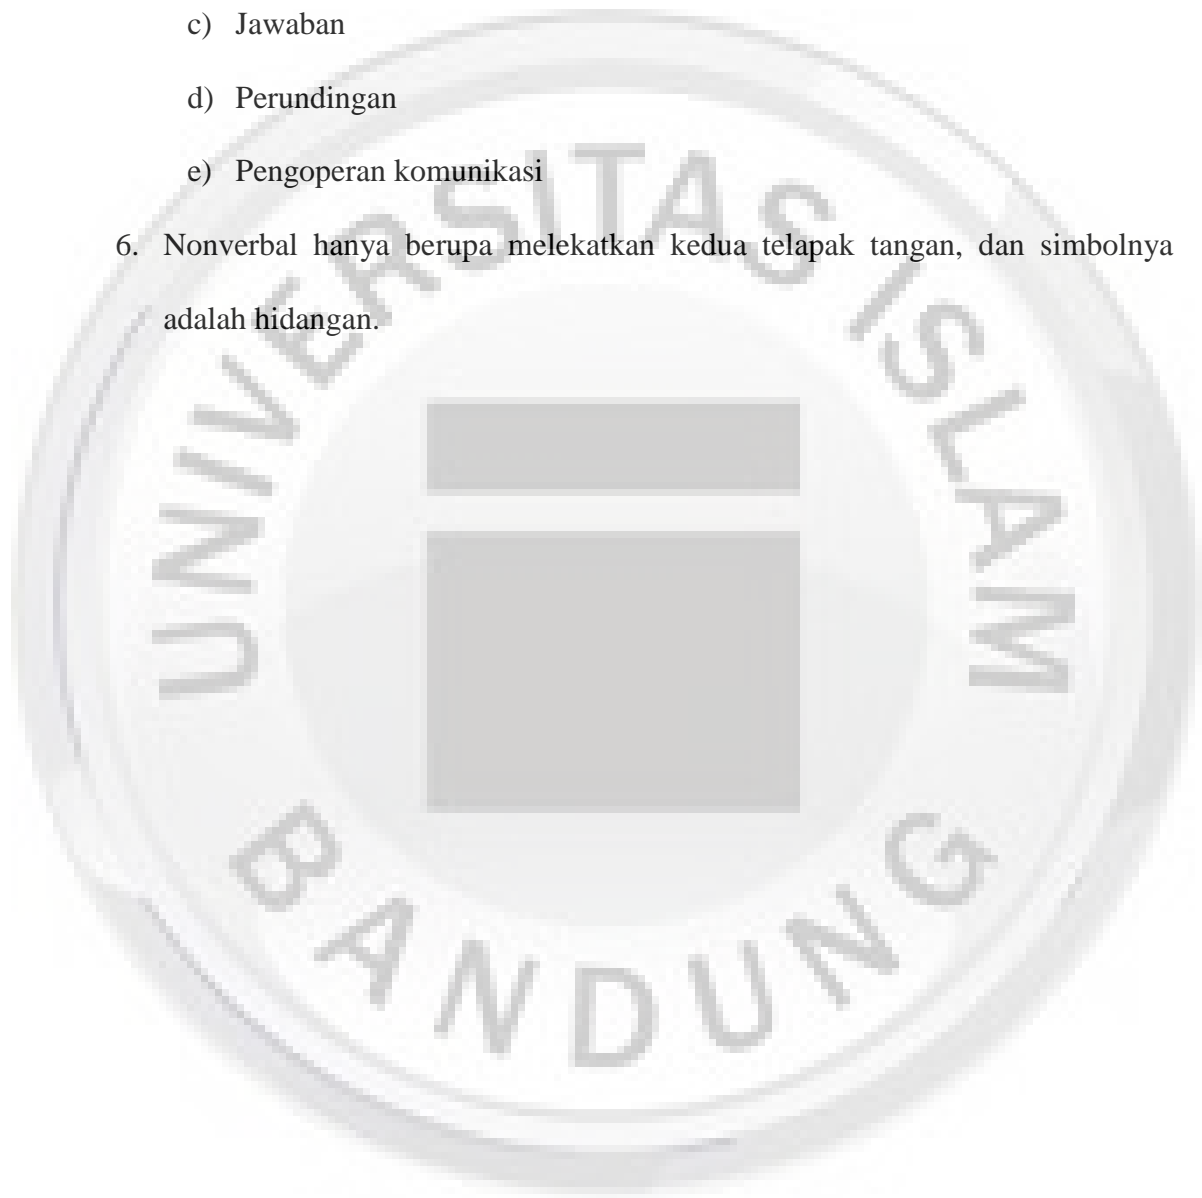 c) Jawaban
d) Perundingan
e) Pengoperan komunikasi
6. Nonverbal hanya berupa melekatkan kedua telapak tangan, dan simbolnya
adalah hidangan.
UNIVERSITAS ISLAM
BANDUNG